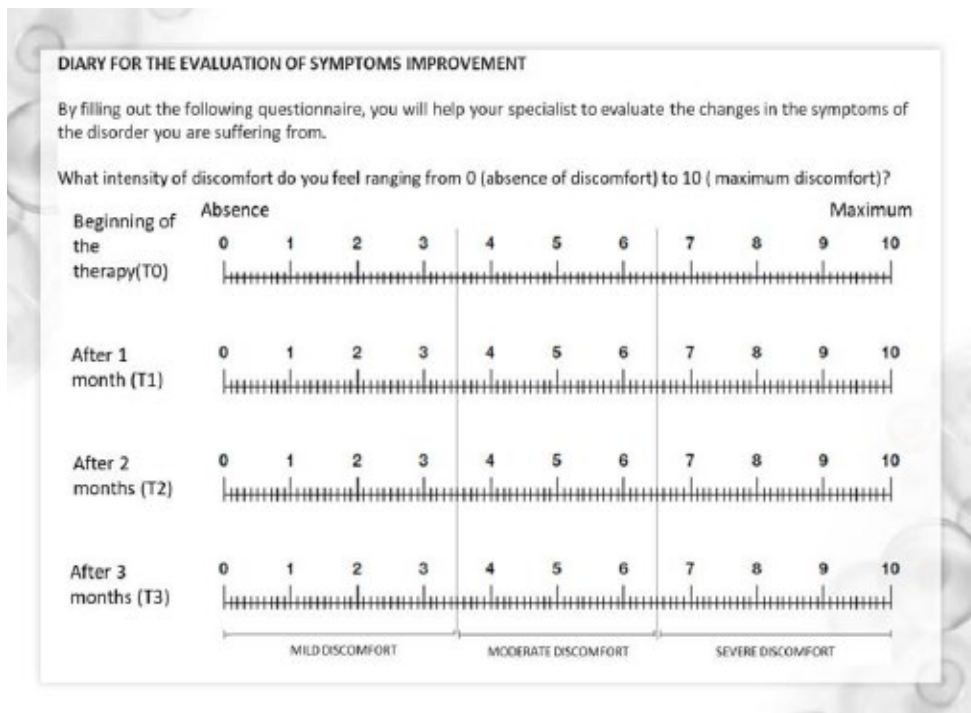 DIARY FOR THE EVALUATION OF SYMPTOMS IMPROVEMENT
By filling out the following questionnaire, you will help your specialist to evaluate the changes in the symptoms of
the disorder you are suffering from.
What intensity of discomfort do you feel ranging from 0 (absence of discomfort) to 10 ( maximum discomfort)?
Absence Maximum
Beginning of
the
therapy(T0)
0 1 2 3 4 5 6 7 8 9 10
After 1
month (T1)
0 1 2 3 4 5 6 7 8 9 10
After 2
months (T2)
0 1 2 3 4 5 6 7 8 9 10
After 3
months (T3)
0 1 2 3 4 5 6 7 8 9 10
MILD DISCOMFORT MODERATE DISCOMFORT SEVERE DISCOMFORT